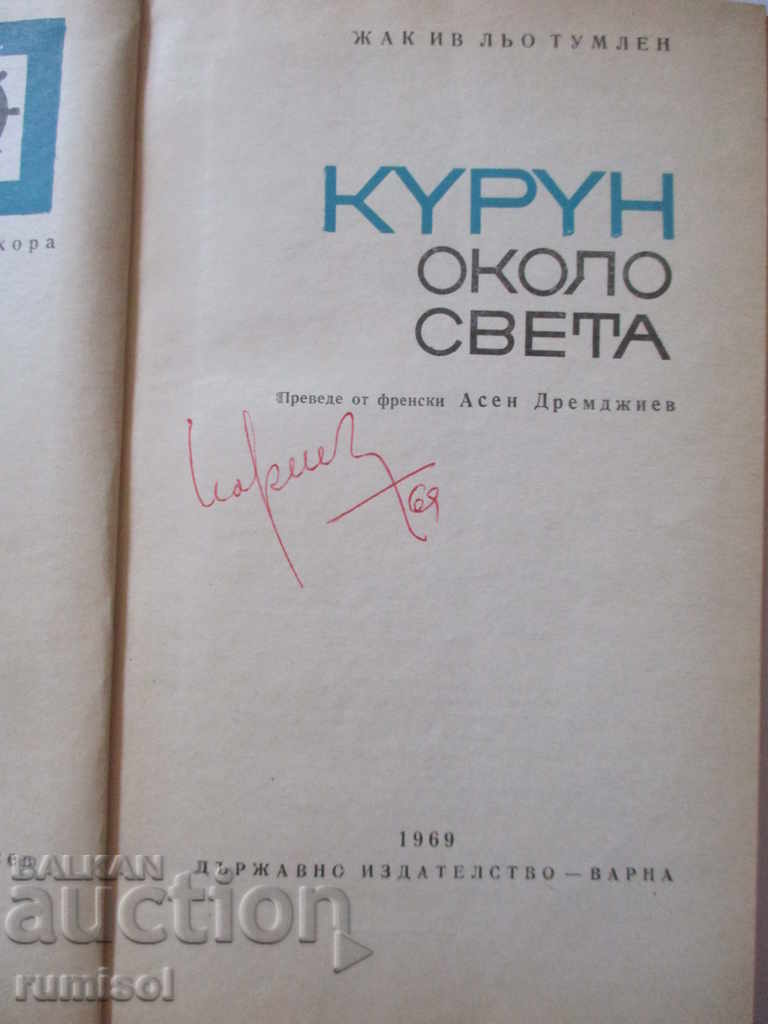 хора
ЖАК ИВ ЛЬО ТУМЛЕН
КУРУН
ОКОЛО
СВЕТА
Преведе от френски Асен Дремджиев
69
1969
ДЪРЖАВНО ИЗДАТЕЛСТВО — ВАРНА
BALKAN
auction
rumisol